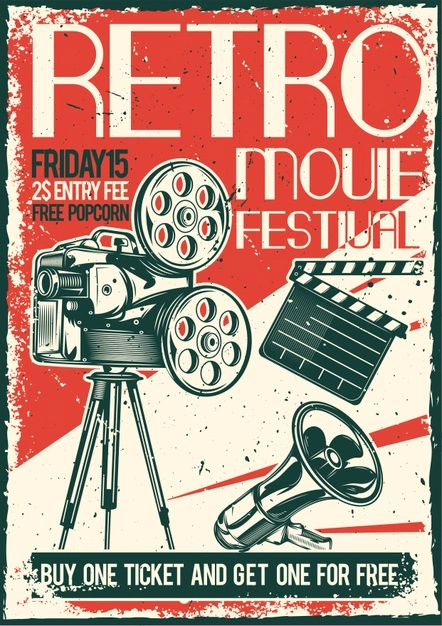 RETRO
MOVIE
FESTIVAL
FRIDAY15
2$ ENTRY FEE
FREE POPCORN
BUY ONE TICKET AND GET ONE FOR FREE